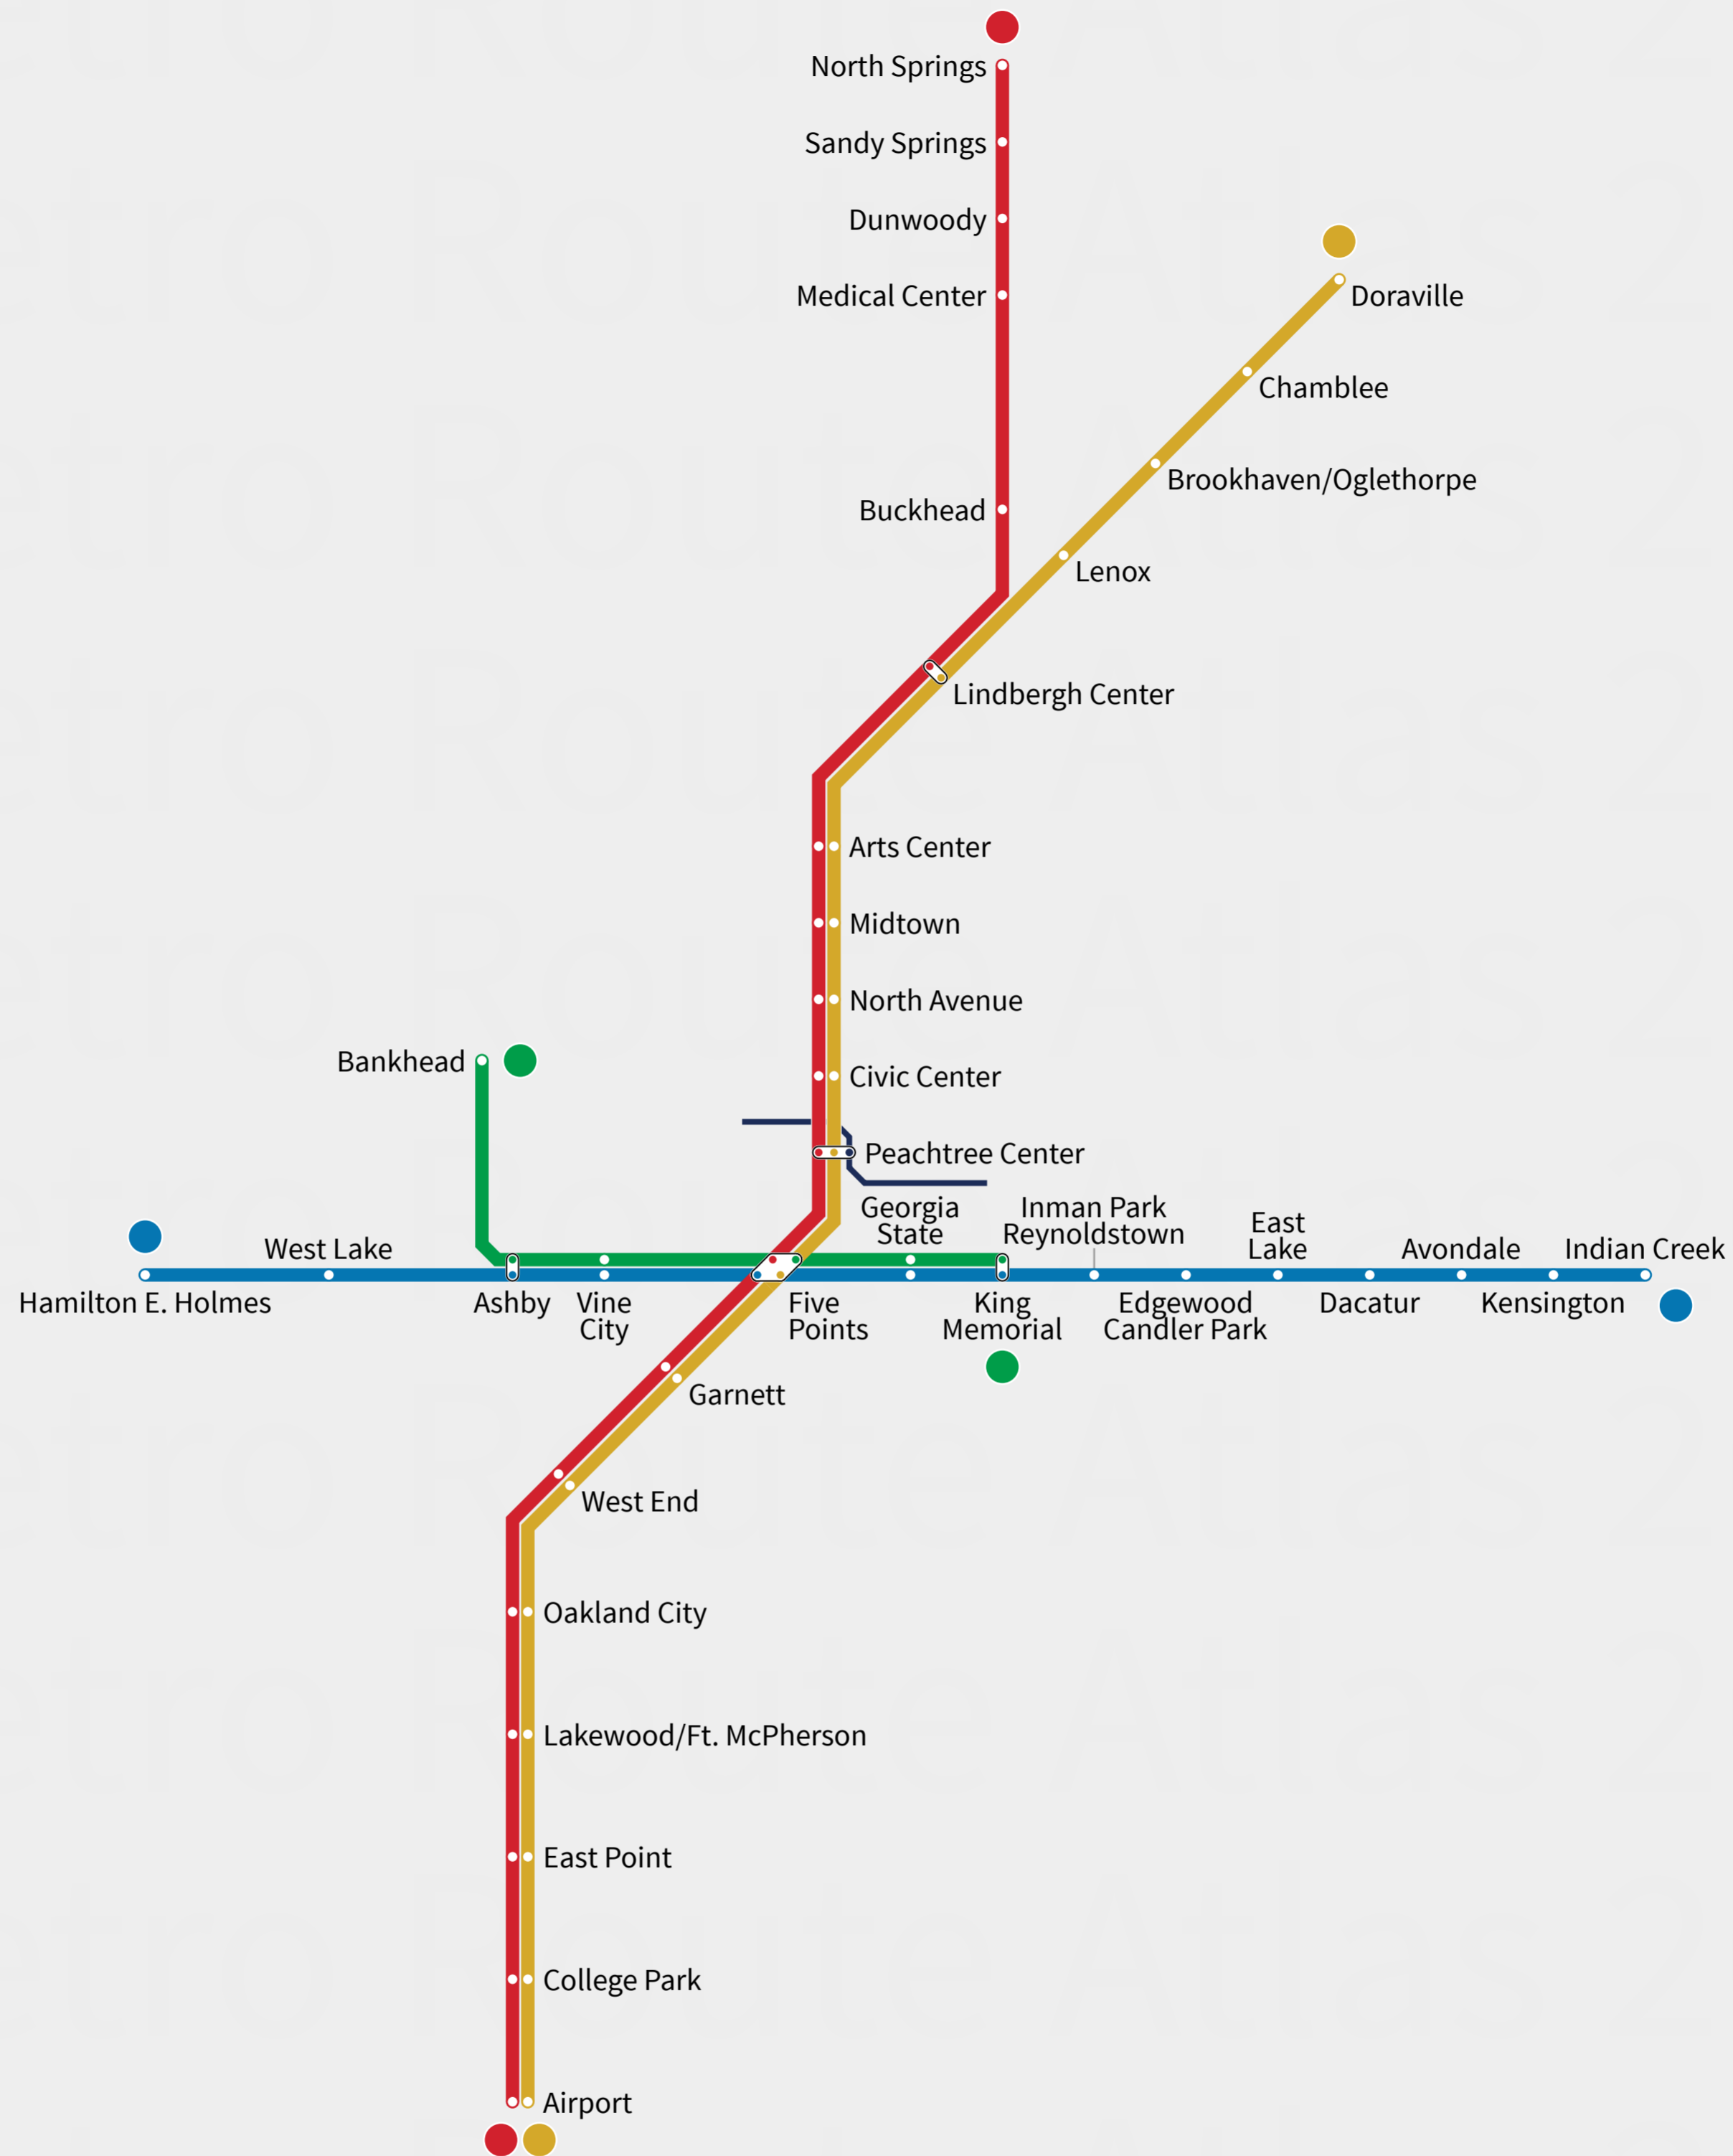 North Springs
Sandy Springs
Dunwoody
Medical Center
Doraville
Chamblee
Brookhaven/Oglethorpe
Buckhead
Lenox
Lindbergh Center
Arts Center
Midtown
North Avenue
Bankhead
Civic Center
Peachtree Center
Georgia
State
Inman Park
Reynoldstown
East
Lake
West Lake
Avondale
Indian Creek
Hamilton E. Holmes
Ashby
Vine
City
Five
Points
King
Memorial
Edgewood
Candler Park
Dacatur
Kensington
Garnett
West End
Oakland City
Lakewood/Ft. McPherson
East Point
College Park
Airport